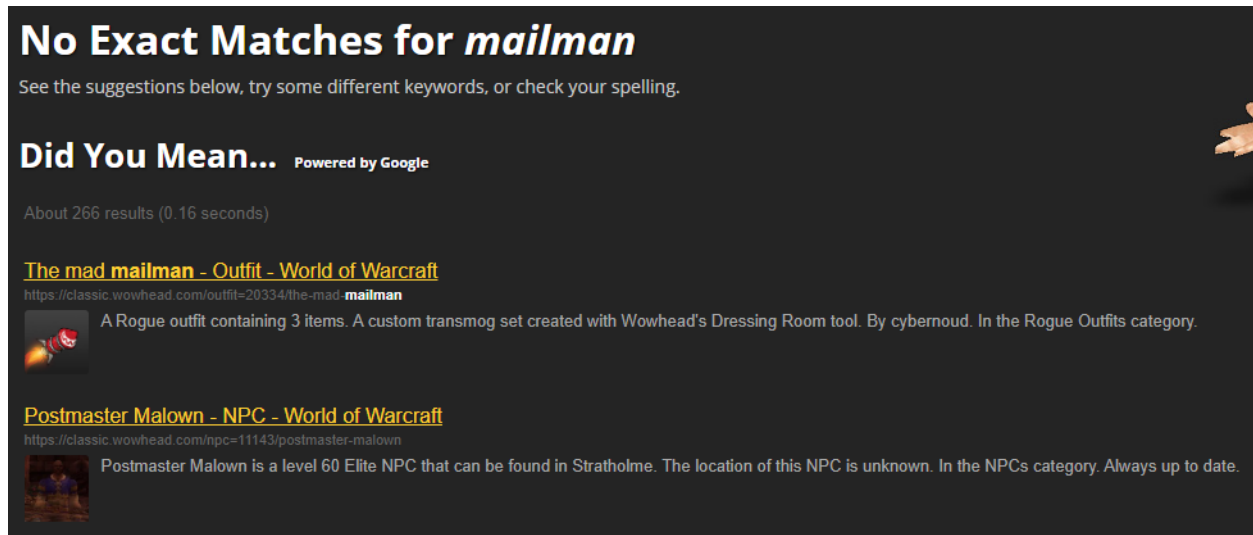 No Exact Matches for mailman
See the suggestions below, try some different keywords, or check your spelling.
Did You Mean... Powered by Google
About 266 results (0.16 seconds)
The mad mailman - Outfit - World of Warcraft
https://classic.wowhead.com/outfit=20334/the-mad-mailman
A Rogue outfit containing 3 items. A custom transmog set created with Wowhead's Dressing Room tool. By cybernoud. In the Rogue Outfits category.
Postmaster Malown - NPC - World of Warcraft
https://classic.wowhead.com/npc=11143/postmaster-malown
Postmaster Malown is a level 60 Elite NPC that can be found in Stratholme. The location of this NPC is unknown. In the NPCs category. Always up to date.